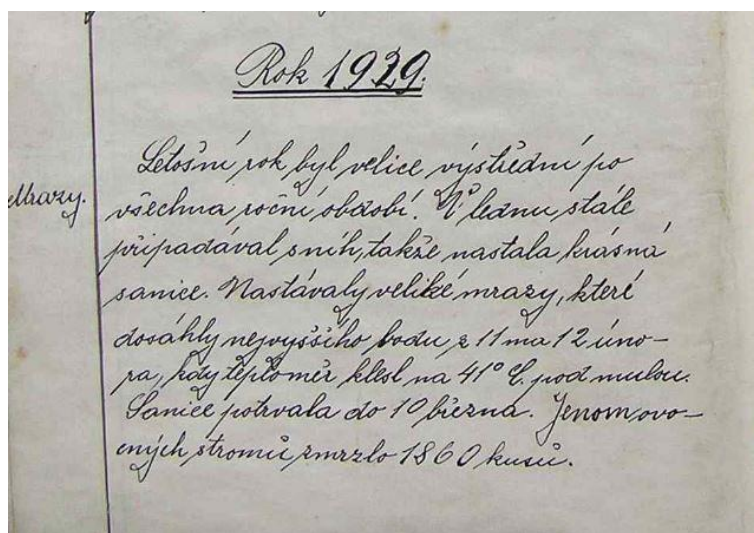 Rok 1929.
Letošní rok byl velice výstřední po
Mrazy.
všechna roční období. V lednu stále
připadával sníh, takže nastala krásná
sanice. Nastávaly veliké mrazy, které
dosáhly nejvyššího bodu z 11 na 12 úno-
ra, kdy teploměr klesl na 41° C. pod nulou.
Sanice potrvala do 10 března. Jenom ovo-
cných stromů zmrzlo 1860 kusů.